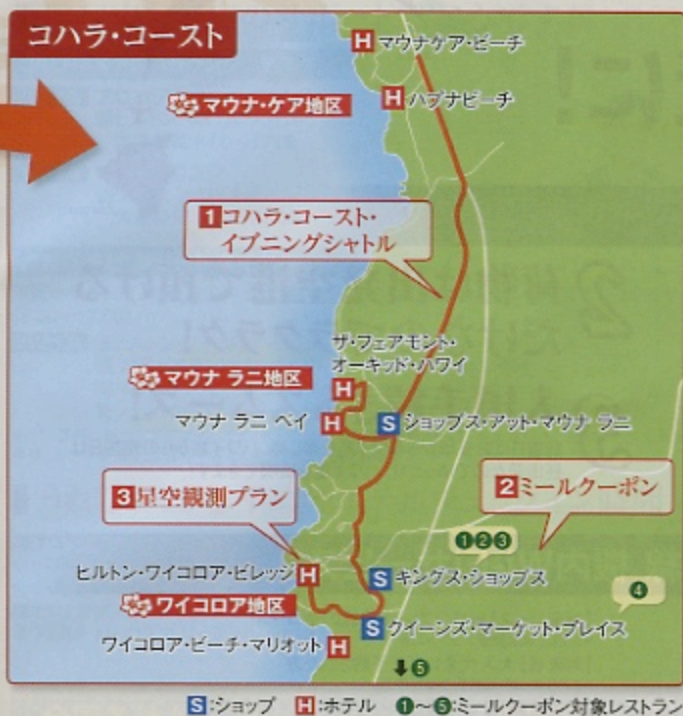 コハラ・コースト
H マウナケア・ビーチ
マウナ・ケア地区
H ハプナビーチ
1 コハラ・コースト・
イブニングシャトル
ザ・フェアモント・
オーキッド・ハワイ
マウナ ラニ地区
H
マウナ ラニ ベイ H
S ショップス・アット・マウナ ラニ
3 星空観測プラン
2 ミールクーポン
❶❷❸
ヒルトン・ワイコロア・ビレッジ H
S キングス・ショップス
❹
ワイコロア地区
S クイーンズ・マーケット・プレイス
ワイコロア・ビーチ・マリオット H
↓❺
S:ショップ H:ホテル ❶~❺:ミールクーポン対象レストラン